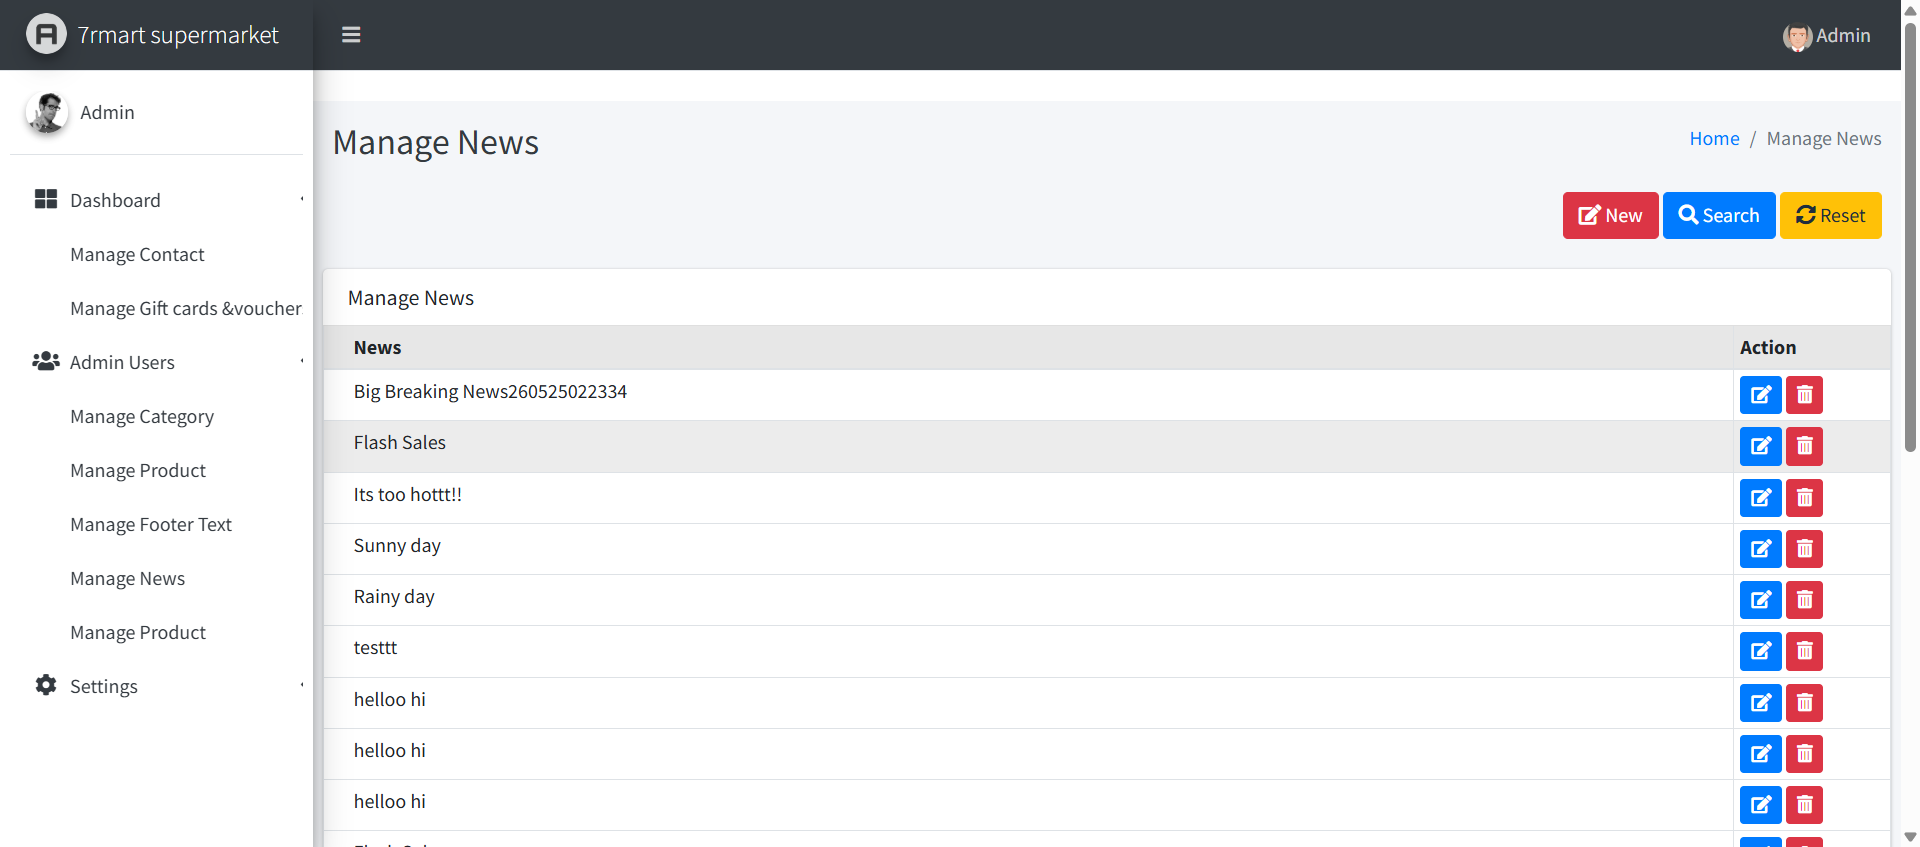 7rmart supermarket
Admin
Admin
Dashboard
Manage Contact
Manage Gift cards &voucher
Admin Users
Manage Category
Manage Product
Manage Footer Text
Manage News
Manage Product
Settings
Manage News
Home / Manage News
New Search Reset
Manage News
News Action
Big Breaking News260525022334
Flash Sales
Its too hottt!!
Sunny day
Rainy day
testtt
helloo hi
helloo hi
helloo hi